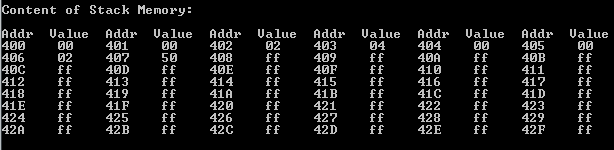 Content of Stack Memory:
Addr Value Addr Value Addr Value Addr Value Addr Value Addr Value
400 00 401 00 402 02 403 04 404 00 405 00
406 02 407 50 408 ff 409 ff 40A ff 40B ff
40C ff 40D ff 40E ff 40F ff 410 ff 411 ff
412 ff 413 ff 414 ff 415 ff 416 ff 417 ff
418 ff 419 ff 41A ff 41B ff 41C ff 41D ff
41E ff 41F ff 420 ff 421 ff 422 ff 423 ff
424 ff 425 ff 426 ff 427 ff 428 ff 429 ff
42A ff 42B ff 42C ff 42D ff 42E ff 42F ff